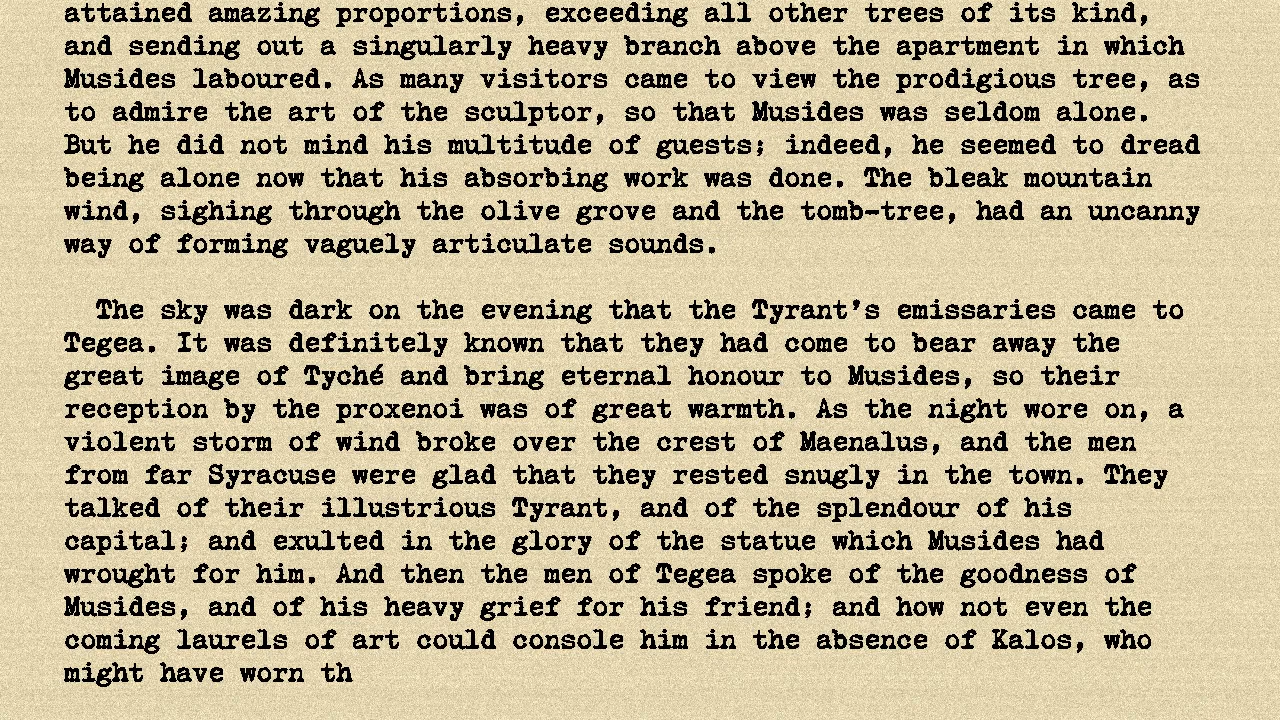 attained amazing proportions, exceeding all other trees of its kind,
and sending out a singularly heavy branch above the apartment in which
Musides laboured. As many visitors came to view the prodigious tree, as
to admire the art of the sculptor, so that Musides was seldom alone.
But he did not mind his multitude of guests; indeed, he seemed to dread
being alone now that his absorbing work was done. The bleak mountain
wind, sighing through the olive grove and the tomb-tree, had an uncanny
way of forming vaguely articulate sounds.

The sky was dark on the evening that the Tyrant's emissaries came to
Tegea. It was definitely known that they had come to bear away the
great image of Tyché and bring eternal honour to Musides, so their
reception by the proxenoi was of great warmth. As the night wore on, a
violent storm of wind broke over the crest of Maenalus, and the men
from far Syracuse were glad that they rested snugly in the town. They
talked of their illustrious Tyrant, and of the splendour of his
capital; and exulted in the glory of the statue which Musides had
wrought for him. And then the men of Tegea spoke of the goodness of
Musides, and of his heavy grief for his friend; and how not even the
coming laurels of art could console him in the absence of Kalos, who
might have worn th